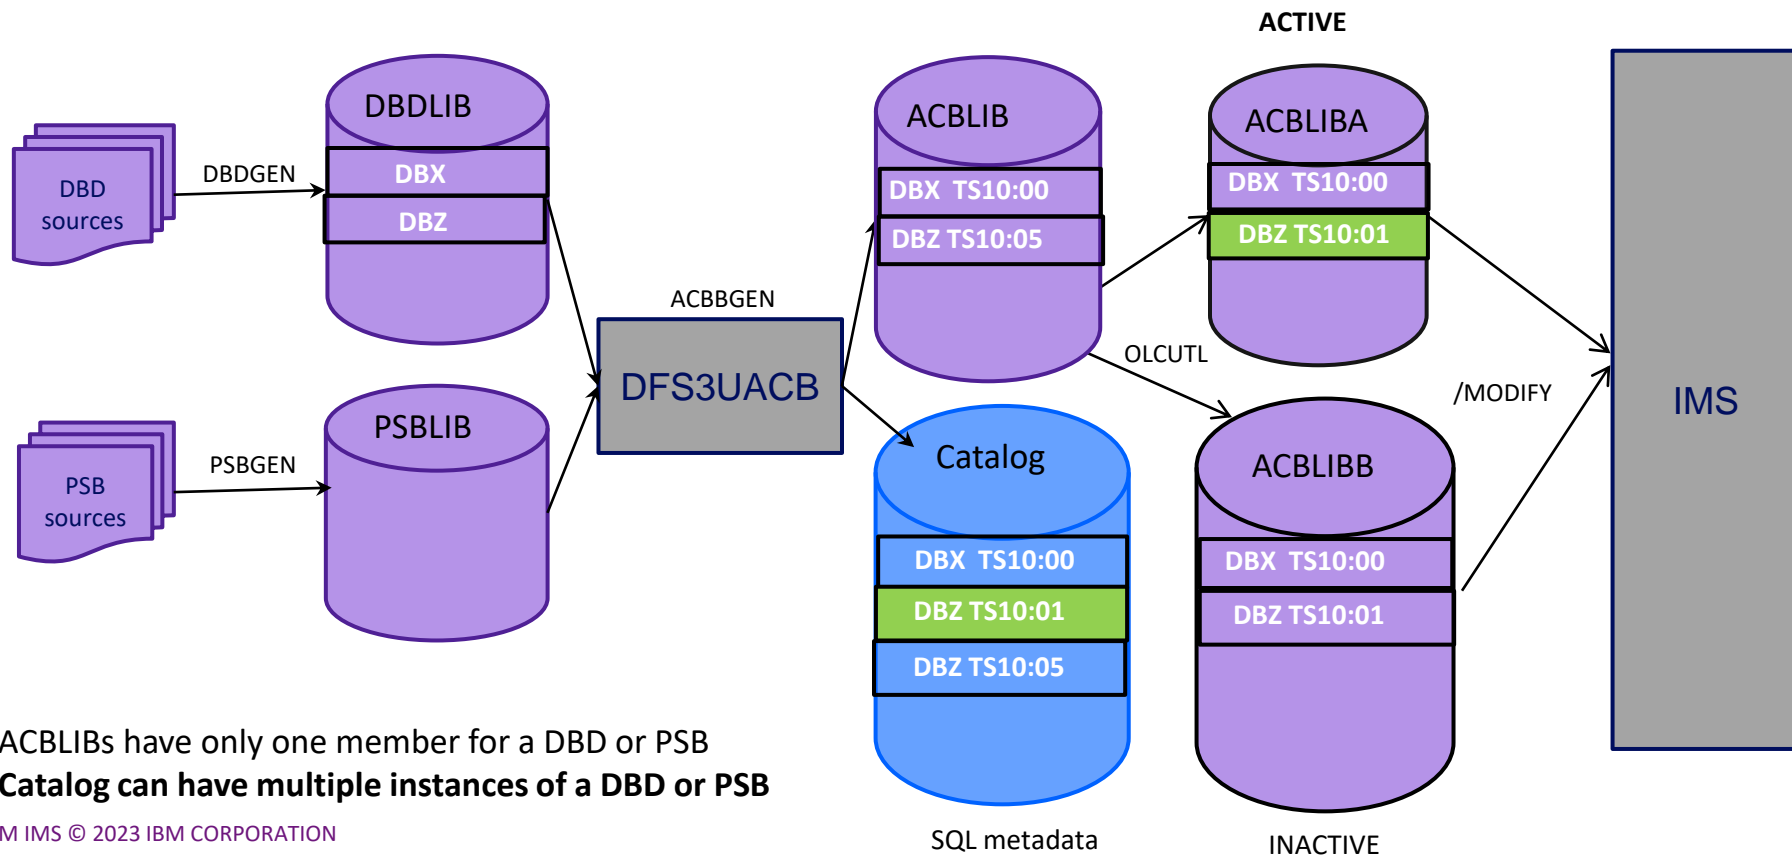 ACTIVE
DBD
sources
DBDGEN
DBDLIB
DBX
DBZ
PSB
sources
PSBGEN
PSBLIB
ACBBGEN
DFS3UACB
ACBLIB
DBX TS10:00
DBZ TS10:05
ACBLIBA
DBX TS10:00
DBZ TS10:01
OLCUTL
/MODIFY
IMS
Catalog
DBX TS10:00
DBZ TS10:01
DBZ TS10:05
SQL metadata
ACBLIBB
DBX TS10:00
DBZ TS10:01
INACTIVE
ACBLIBs have only one member for a DBD or PSB
Catalog can have multiple instances of a DBD or PSB
M IMS © 2023 IBM CORPORATION